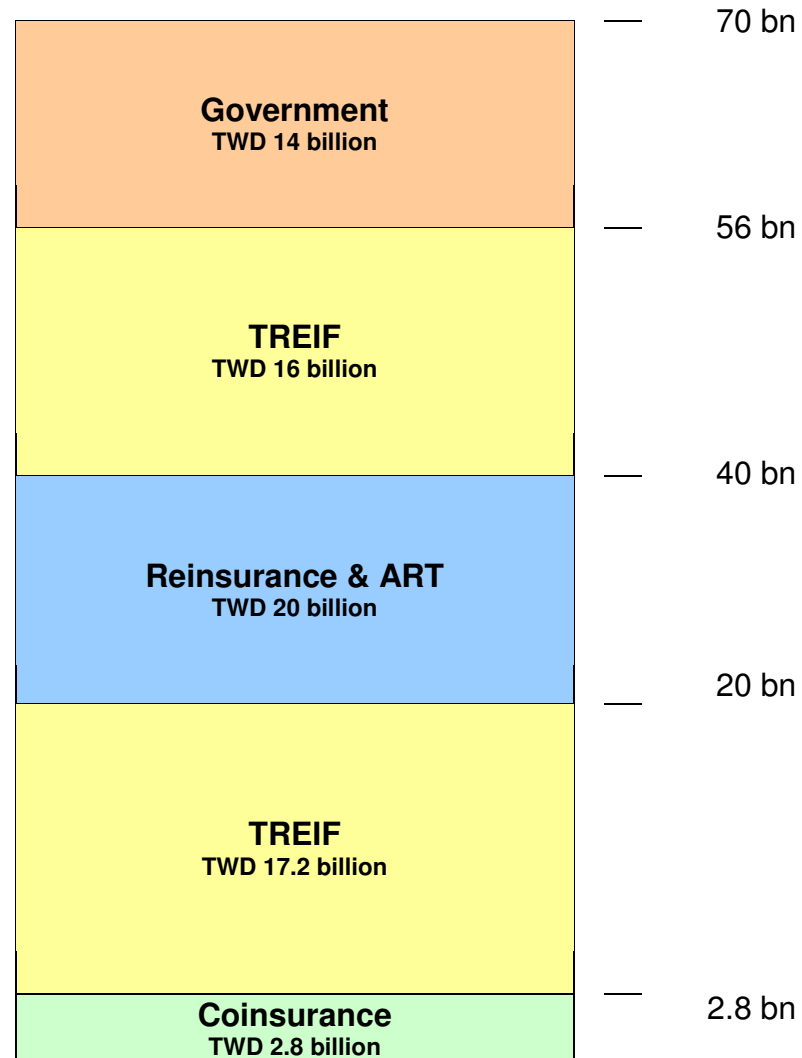 70 bn
Government
TWD 14 billion
56 bn
TREIF
TWD 16 billion
40 bn
Reinsurance & ART
TWD 20 billion
20 bn
TREIF
TWD 17.2 billion
2.8 bn
Coinsurance
TWD 2.8 billion